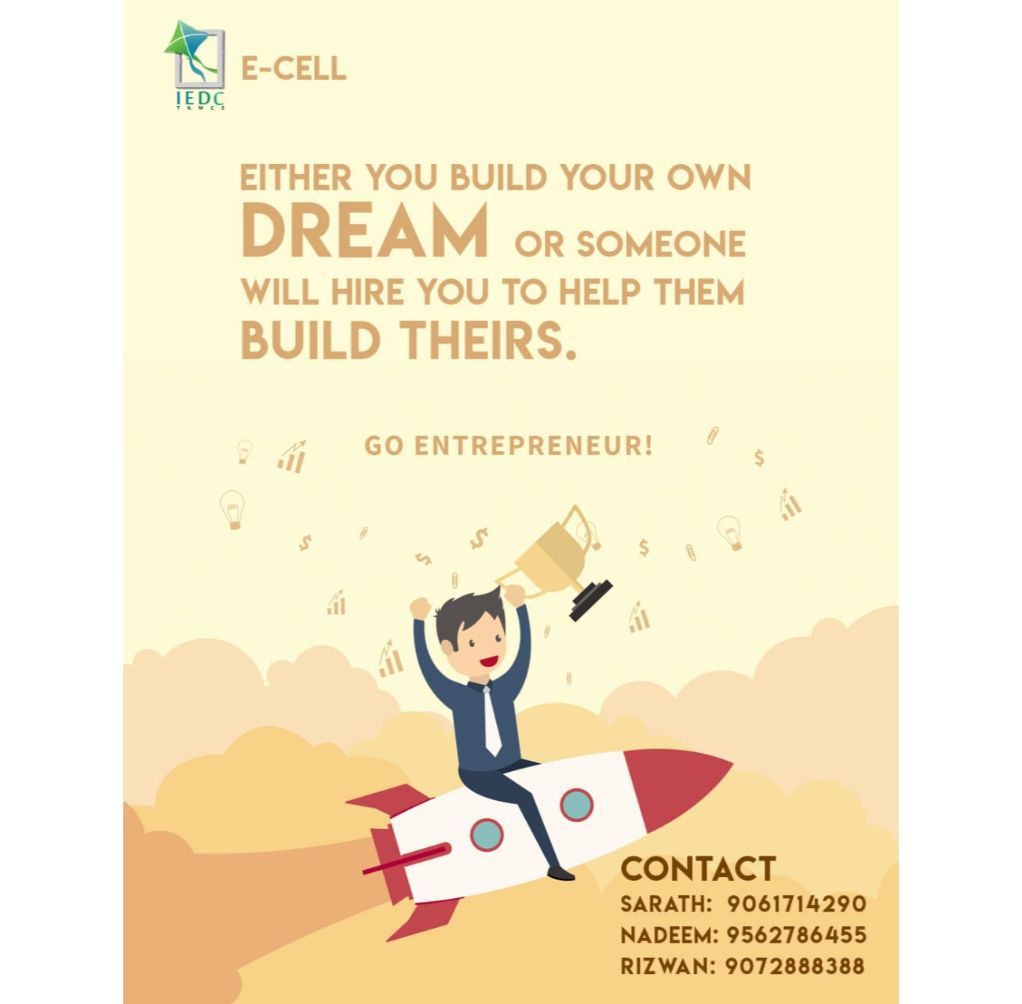 E-CELL
IEDC
TKMCE
EITHER YOU BUILD YOUR OWN
DREAM OR SOMEONE
WILL HIRE YOU TO HELP THEM
BUILD THEIRS.
GO ENTREPRENEUR!
CONTACT
SARATH: 9061714290
NADEEM: 9562786455
RIZWAN: 9072888388